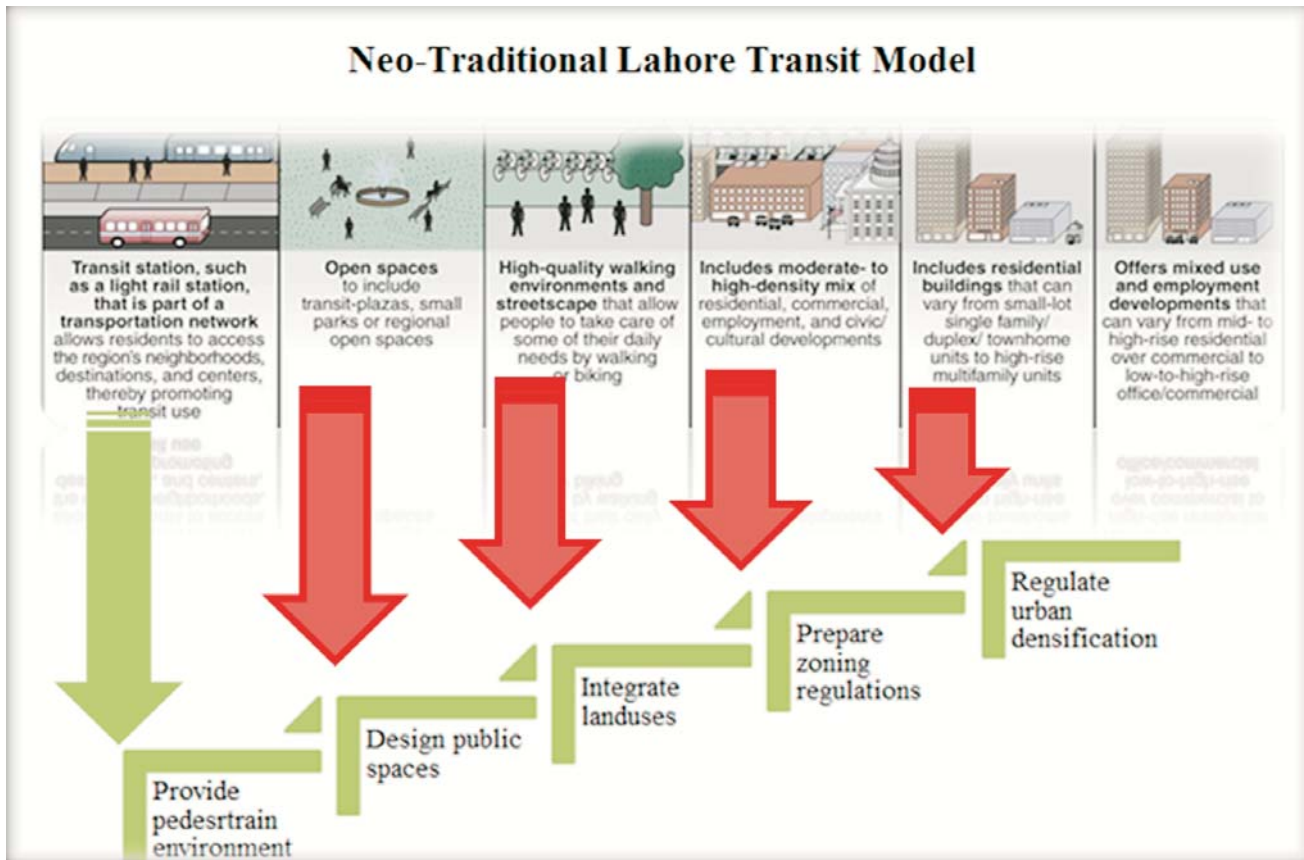 Neo-Traditional Lahore Transit Model
Transit station, such
as a light rail station,
that is part of a
transportation network
allows residents to access
the region's neighborhoods,
destinations, and centers,
thereby promoting
transit use
Open spaces
to include
transit-plazas, small
parks or regional
open spaces
High-quality walking
environments and
streetscape that allow
people to take care of
some of their daily
needs by walking
or biking
Includes moderate- to
high-density mix of
residential, commercial,
employment, and civic/
cultural developments
Includes residential
buildings that can
vary from small-lot
single family/
duplex/ townhome
units to high-rise
multifamily units
Offers mixed use
and employment
developments that
can vary from mid- to
high-rise residential
over commercial to
low-to-high-rise
office/commercial
Provide
pedesrtrain
environment
Design public
spaces
Integrate
landuses
Prepare
zoning
regulations
Regulate
urban
densification